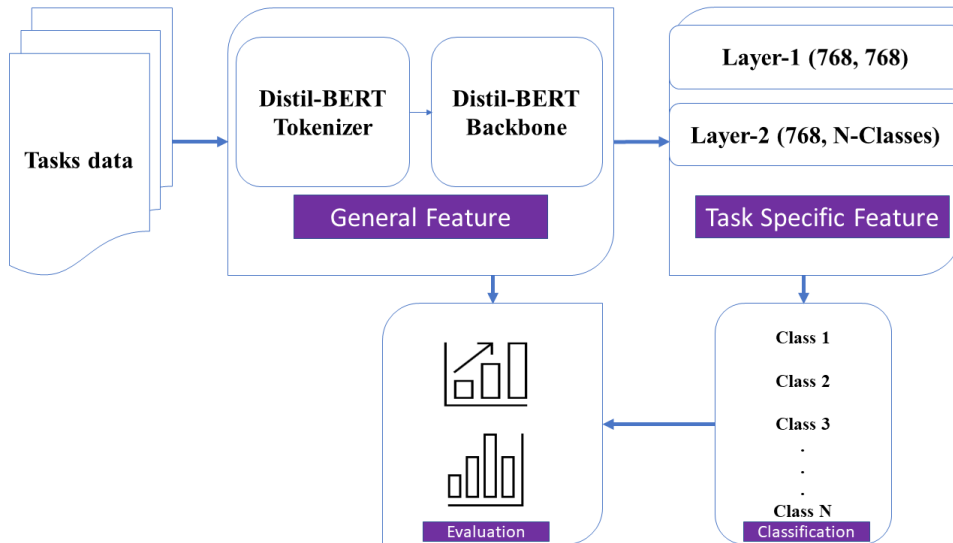 Tasks data
Distil-BERT
Tokenizer
Distil-BERT
Backbone
General Feature
Layer-1 (768, 768)
Layer-2 (768, N-Classes)
Task Specific Feature
Evaluation
Class 1
Class 2
Class 3
.
.
.
.
Class N
Classification